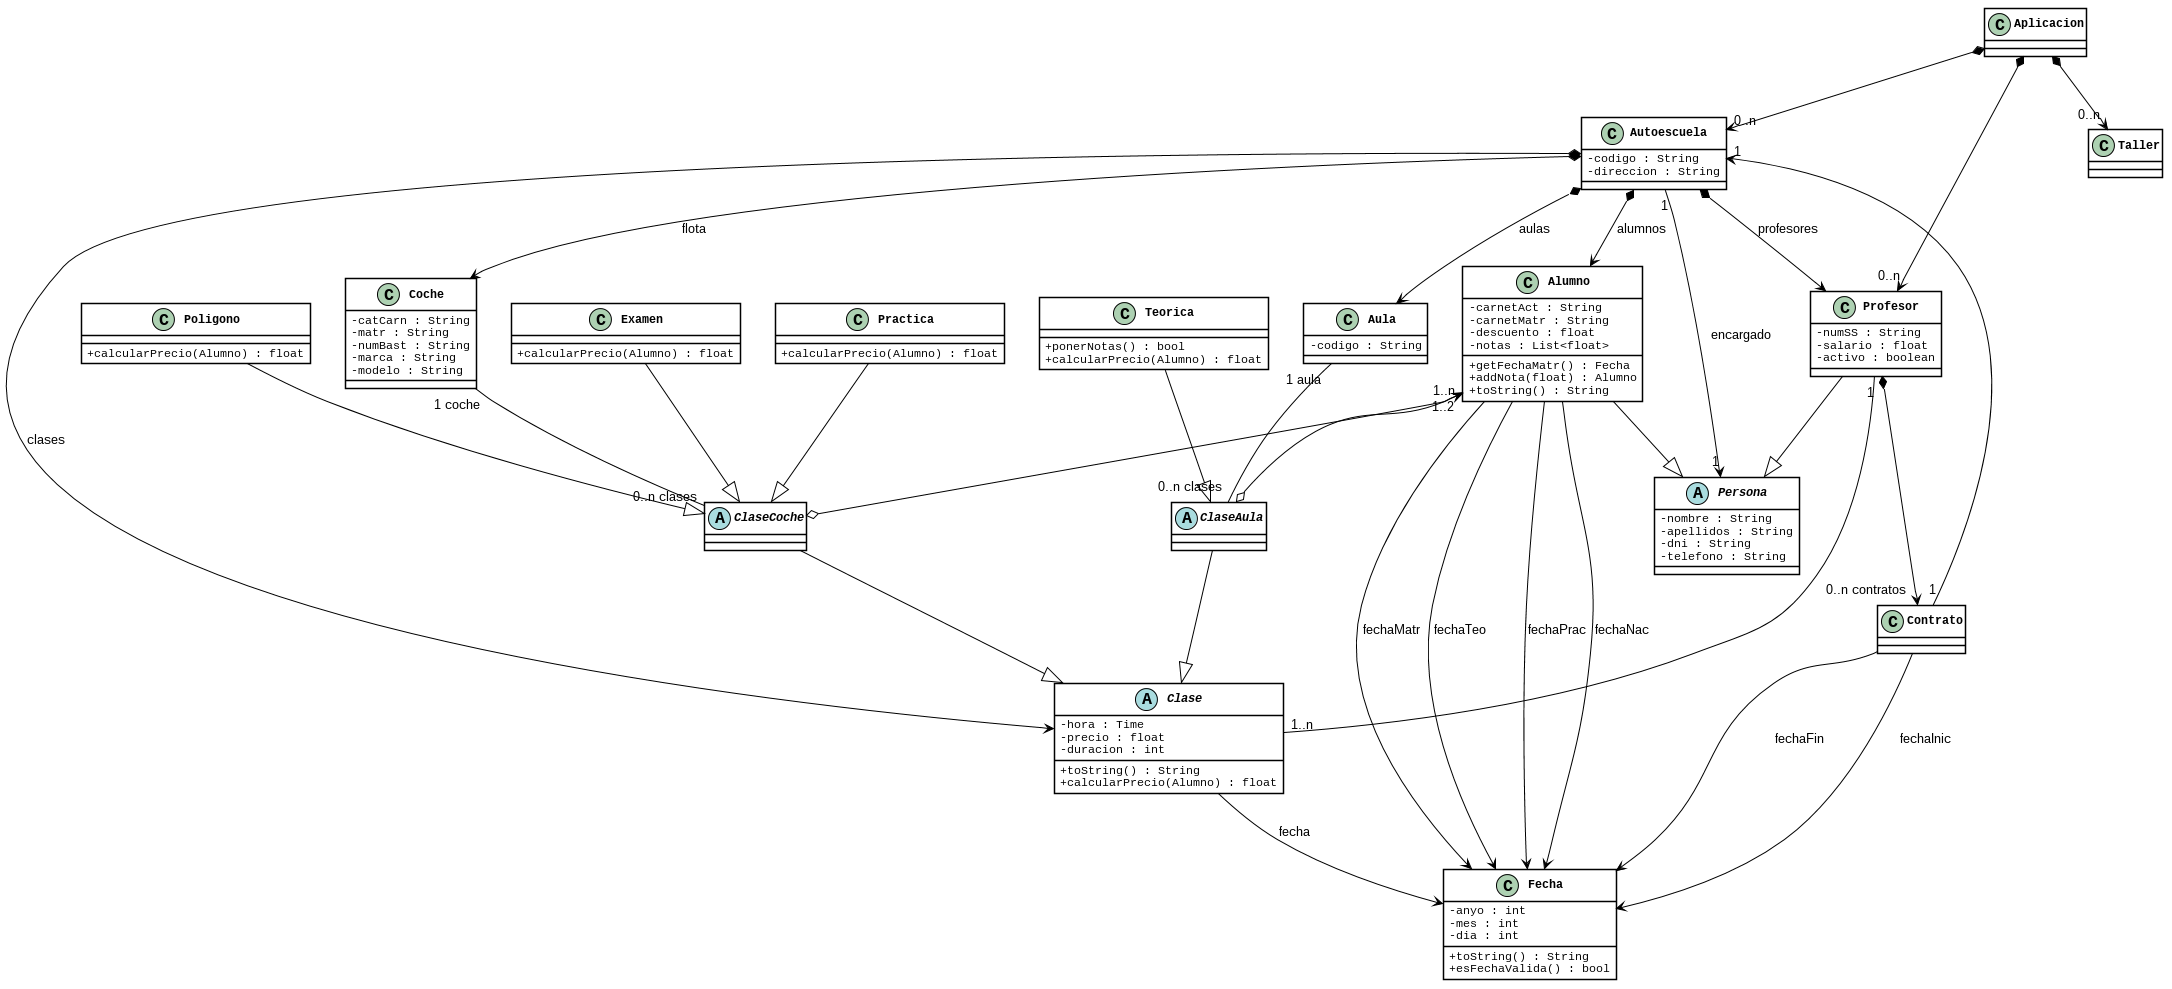 C Aplicacion
0..n
0..n
0..n
C Taller
C Autoescuela
-codigo : String
-direccion : String
1
1
flota
aulas
alumnos
profesores
encargado
clases
C Poligono
+calcularPrecio(Alumno) : float
C Coche
-catCarn : String
-matr : String
-numBast : String
-marca : String
-modelo : String
1 coche
C Examen
+calcularPrecio(Alumno) : float
C Practica
+calcularPrecio(Alumno) : float
C Teorica
+ponerNotas() : bool
+calcularPrecio(Alumno) : float
C Aula
-codigo : String
1 aula
C Alumno
-carnetAct : String
-carnetMatr : String
-descuento : float
-notas : List<float>
+getFechaMatr() : Fecha
+addNota(float) : Alumno
+toString() : String
1..n
1..2
C Profesor
-numSS : String
-salario : float
-activo : boolean
1
1
0..n clases
A ClaseCoche
0..n clases
A ClaseAula
A Persona
-nombre : String
-apellidos : String
-dni : String
-telefono : String
0..n contratos
1
C Contrato
fechaMatr
fechaTeo
fechaPrac
fechaNac
A Clase
-hora : Time
-precio : float
-duracion : int
+toString() : String
+calcularPrecio(Alumno) : float
1..n
fechaFin
fechaInic
fecha
C Fecha
-anyo : int
-mes : int
-dia : int
+toString() : String
+esFechaValida() : bool